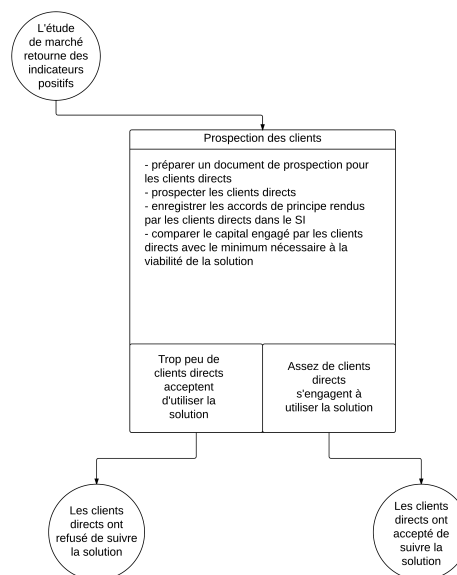 L'étude
de marché
retourne des
indicateurs
positifs
Prospection des clients
- préparer un document de prospection pour
les clients directs
- prospecter les clients directs
- enregistrer les accords de principe rendus
par les clients directs dans le SI
- comparer le capital engagé par les clients
directs avec le minimum nécessaire à la
viabilité de la solution
Trop peu de
clients directs
acceptent
d'utiliser la
solution
Assez de clients
directs
s'engagent à
utiliser la solution
Les clients
directs ont
refusé de suivre
la solution
Les clients
directs ont
accepté de
suivre la
solution